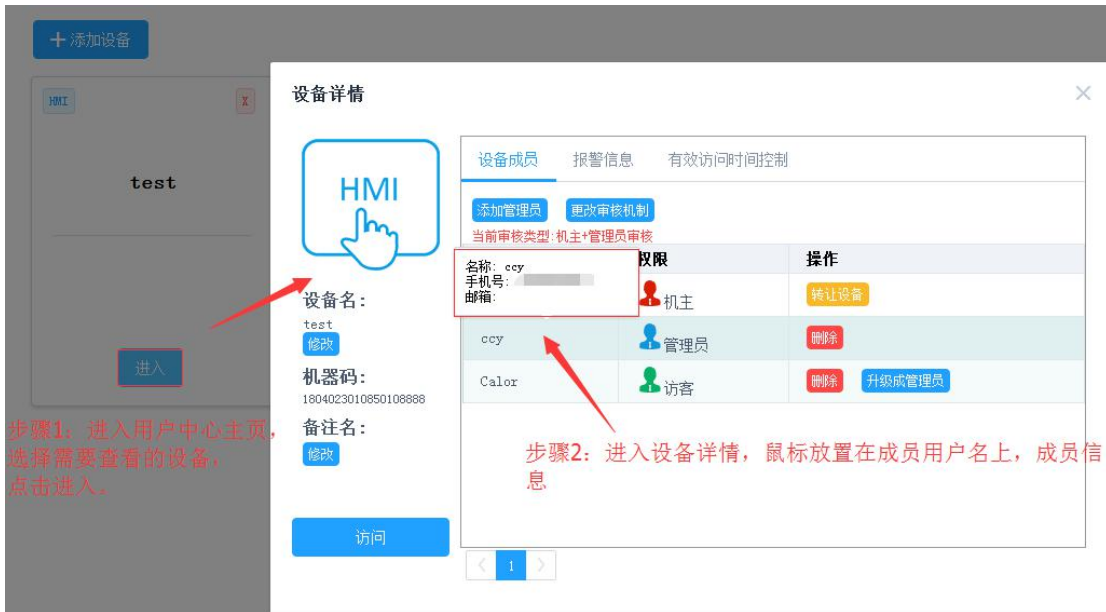 + 添加设备
HMI
X
test
进入
步骤1：进入用户中心主页，
选择需要查看的设备，
点击进入。
设备详情
×
HMI
设备名：
test
修改
机器码：
1804023010850108888
备注名：
修改
访问
设备成员 报警信息 有效访问时间控制
添加管理员 更改审核机制
当前审核类型:机主+管理员审核
权限 操作
名称: ccy
手机号:
邮箱:
机主 转让设备
ccy 管理员 删除
Calor 访客 删除 升级成管理员
步骤2：进入设备详情，鼠标放置在成员用户名上，成员信
息
< 1 >